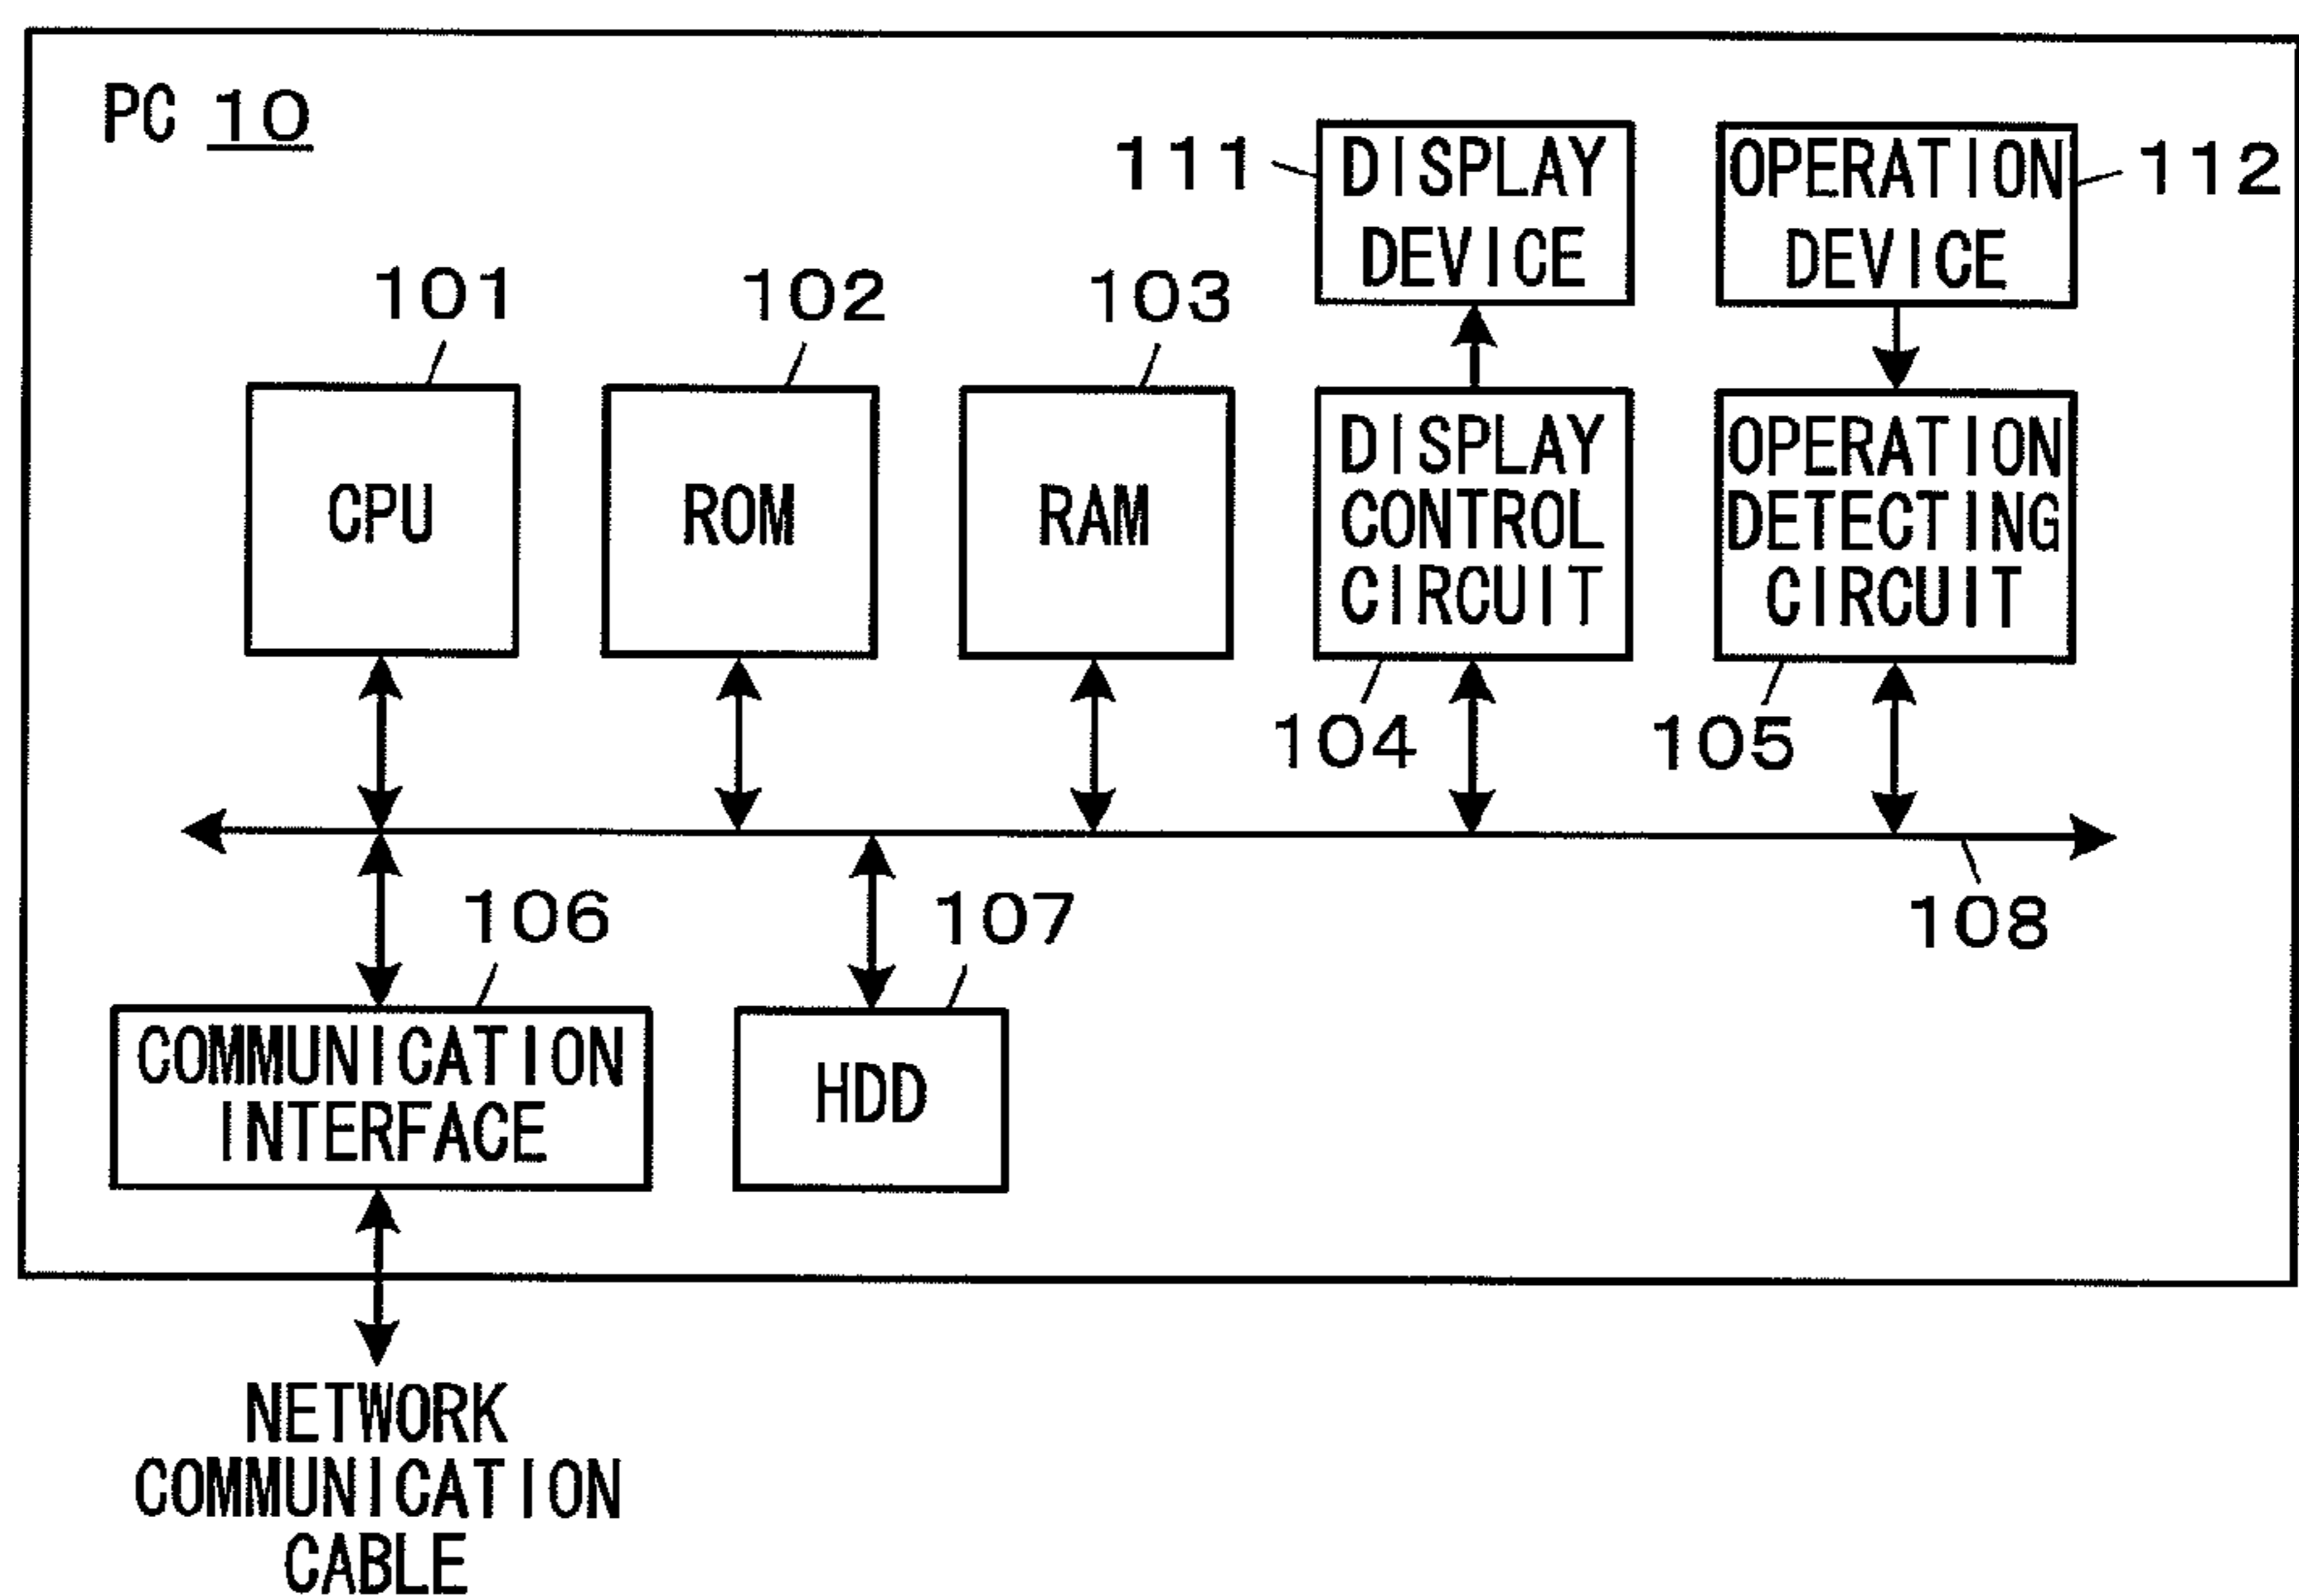 PC 10
111
DISPLAY
DEVICE
OPERATION
DEVICE
112
101
102
103
CPU
ROM
RAM
DISPLAY
CONTROL
CIRCUIT
OPERATION
DETECTING
CIRCUIT
104
105
106
107
108
COMMUNICATION
INTERFACE
HDD
NETWORK
COMMUNICATION
CABLE